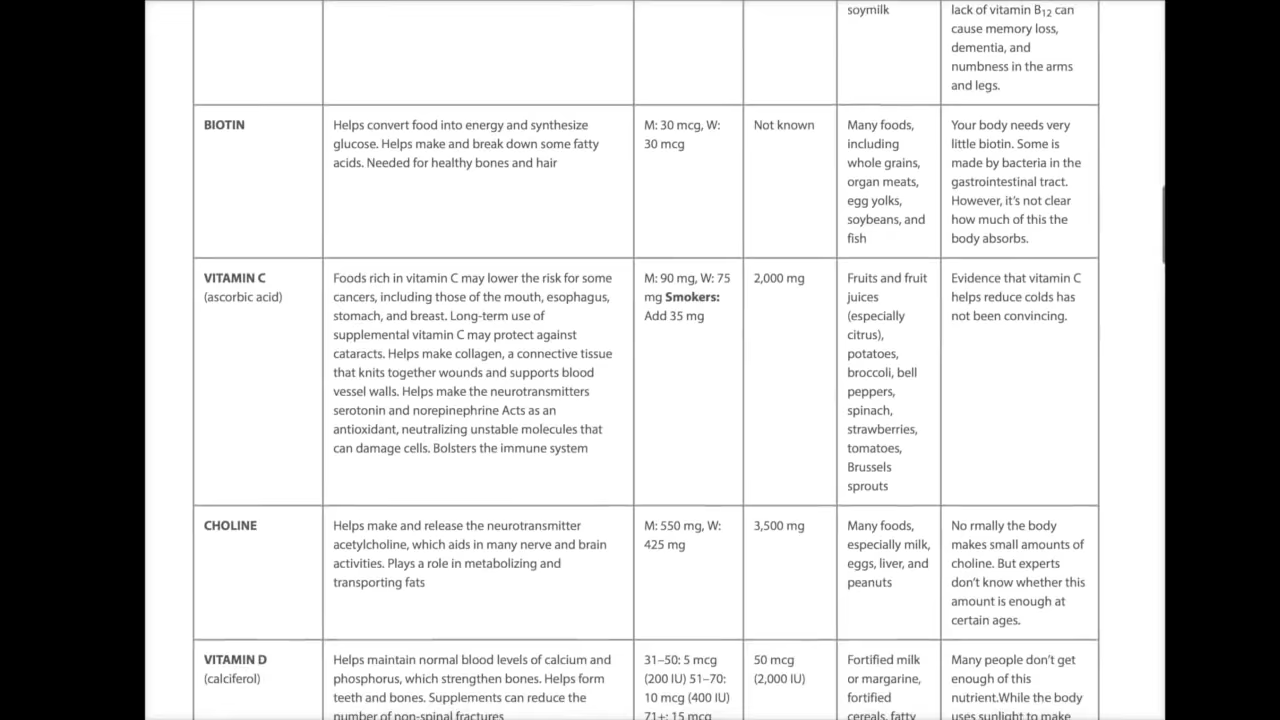 soymilk
lack of vitamin B12 can
cause memory loss,
dementia, and
numbness in the arms
and legs.
BIOTIN
Helps convert food into energy and synthesize
glucose. Helps make and break down some fatty
acids. Needed for healthy bones and hair
M: 30 mcg, W:
30 mcg
Not known
Many foods,
including
whole grains,
organ meats,
egg yolks,
soybeans, and
fish
Your body needs very
little biotin. Some is
made by bacteria in the
gastrointestinal tract.
However, it's not clear
how much of this the
body absorbs.
VITAMIN C
(ascorbic acid)
Foods rich in vitamin C may lower the risk for some
cancers, including those of the mouth, esophagus,
stomach, and breast. Long-term use of
supplemental vitamin C may protect against
cataracts. Helps make collagen, a connective tissue
that knits together wounds and supports blood
vessel walls. Helps make the neurotransmitters
serotonin and norepinephrine Acts as an
antioxidant, neutralizing unstable molecules that
can damage cells. Bolsters the immune system
M: 90 mg, W: 75
mg Smokers:
Add 35 mg
2,000 mg
Fruits and fruit
juices
(especially
citrus),
potatoes,
broccoli, bell
peppers,
spinach,
strawberries,
tomatoes,
Brussels
sprouts
Evidence that vitamin C
helps reduce colds has
not been convincing.
CHOLINE
Helps make and release the neurotransmitter
acetylcholine, which aids in many nerve and brain
activities. Plays a role in metabolizing and
transporting fats
M: 550 mg, W:
425 mg
3,500 mg
Many foods,
especially milk,
eggs, liver, and
peanuts
No rmally the body
makes small amounts of
choline. But experts
don't know whether this
amount is enough at
certain ages.
VITAMIN D
(calciferol)
Helps maintain normal blood levels of calcium and
phosphorus, which strengthen bones. Helps form
teeth and bones. Supplements can reduce the
number of non-spinal fractures
31–50: 5 mcg
(200 IU) 51–70:
10 mcg (400 IU)
71+: 15 mcg
50 mcg
(2,000 IU)
Fortified milk
or margarine,
fortified
cereals, fatty
Many people don't get
enough of this
nutrient.While the body
uses sunlight to make